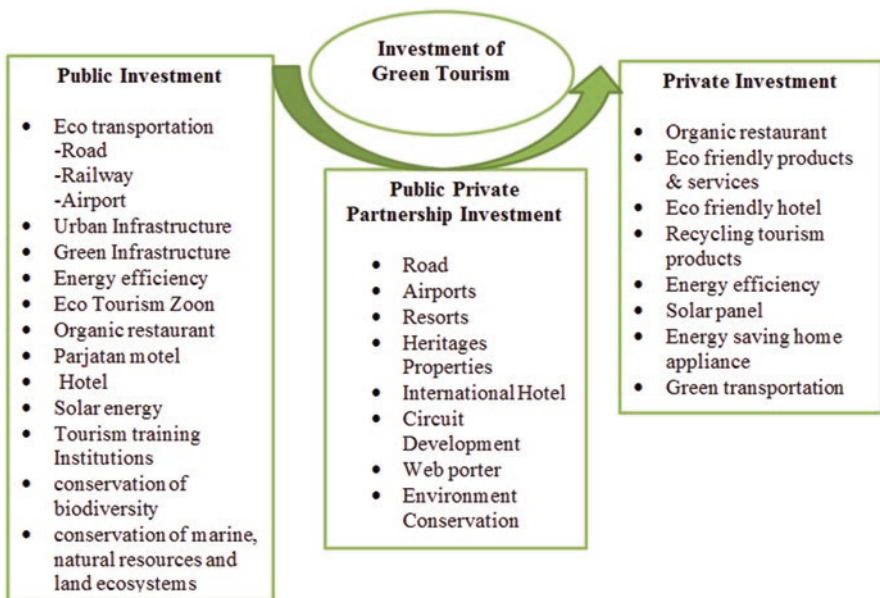 Investment of
Green Tourism
Public Investment
• Eco transportation
-Road
-Railway
-Airport
• Urban Infrastructure
• Green Infrastructure
• Energy efficiency
• Eco Tourism Zoon
• Organic restaurant
• Parjatan motel
• Hotel
• Solar energy
• Tourism training
Institutions
• conservation of
biodiversity
• conservation of marine,
natural resources and
land ecosystems
Public Private
Partnership Investment
• Road
• Airports
• Resorts
• Heritages
Properties
• International Hotel
• Circuit
Development
• Web porter
• Environment
Conservation
Private Investment
• Organic restaurant
• Eco friendly products
& services
• Eco friendly hotel
• Recycling tourism
products
• Energy efficiency
• Solar panel
• Energy saving home
appliance
• Green transportation